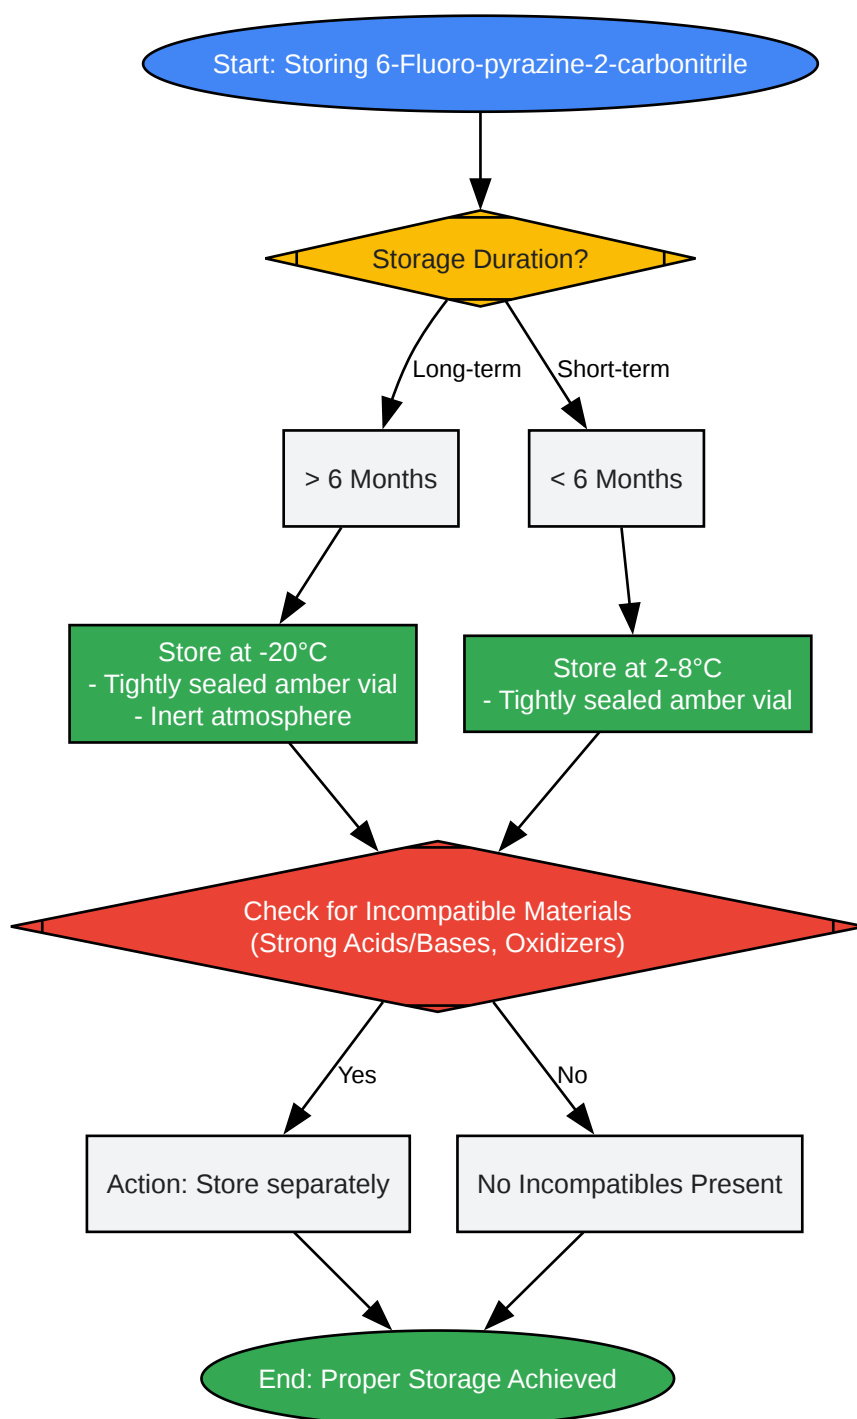 Start: Storing 6-Fluoro-pyrazine-2-carbonitrile
Storage Duration?
Long-term
Short-term
> 6 Months
< 6 Months
Store at -20°C
- Tightly sealed amber vial
- Inert atmosphere
Store at 2-8°C
- Tightly sealed amber vial
Check for Incompatible Materials
(Strong Acids/Bases, Oxidizers)
Yes
No
Action: Store separately
No Incompatibles Present
End: Proper Storage Achieved